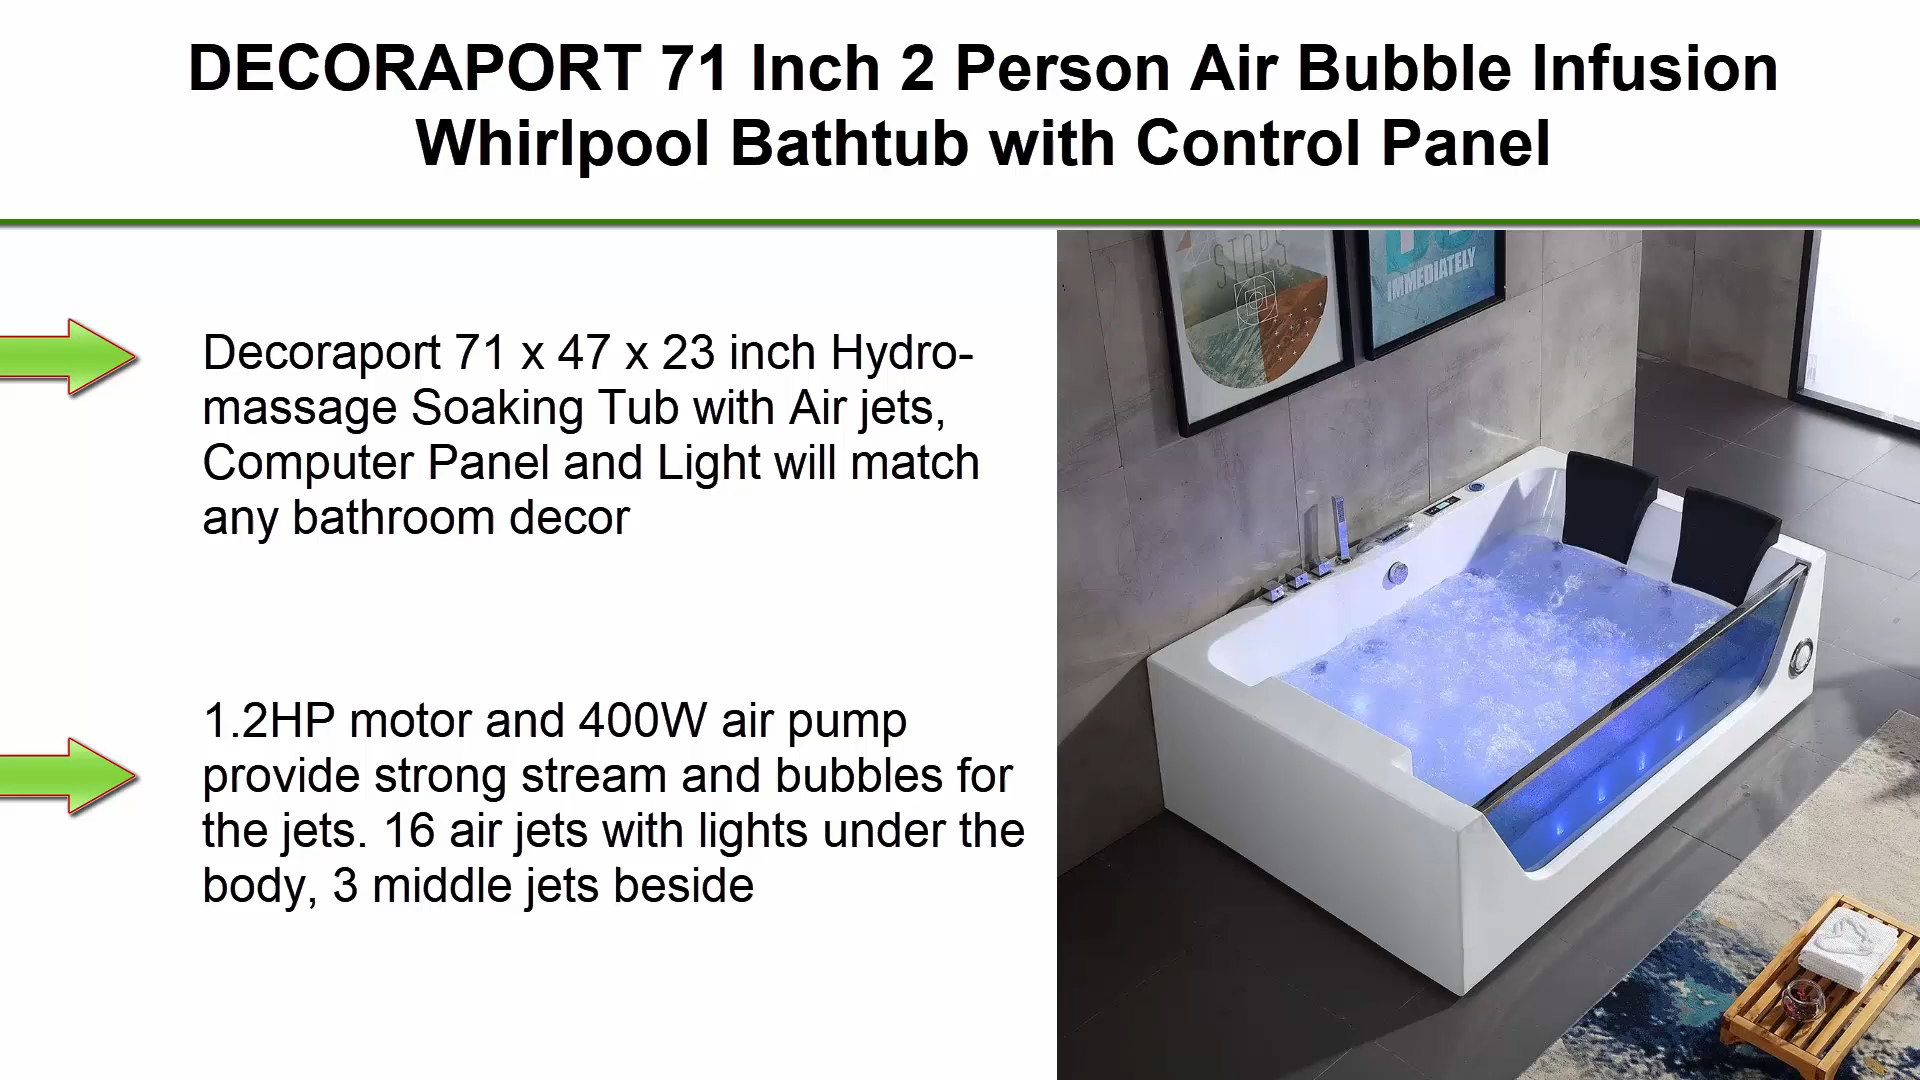 DECORAPORT 71 Inch 2 Person Air Bubble Infusion
Whirlpool Bathtub with Control Panel
Decoraport 71 x 47 x 23 inch Hydro-
massage Soaking Tub with Air jets,
Computer Panel and Light will match
any bathroom decor
1.2HP motor and 400W air pump
provide strong stream and bubbles for
the jets. 16 air jets with lights under the
body, 3 middle jets beside
STOPS
IMMEDIATELY